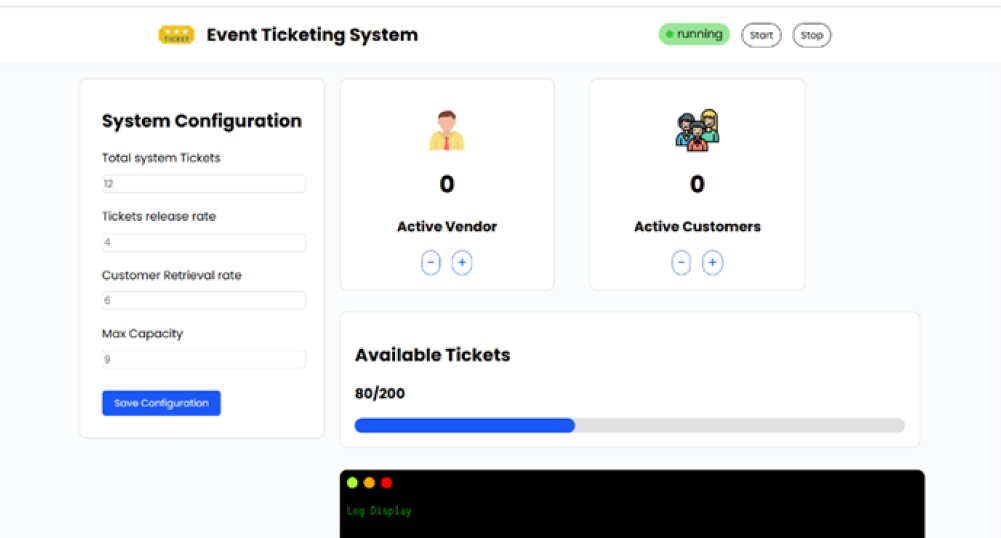 TICKET
Event Ticketing System
running
Start
Stop
System Configuration
Total system Tickets
12
Tickets release rate
4
Customer Retrieval rate
6
Max Capacity
9
Save Configuration
0
Active Vendor
-
+
0
Active Customers
-
+
Available Tickets
80/200
Log Display